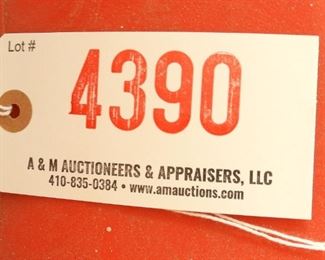 Lot #
4390
A & M AUCTIONEERS & APPRAISERS, LLC
410-835-0384 • www.amauctions.com